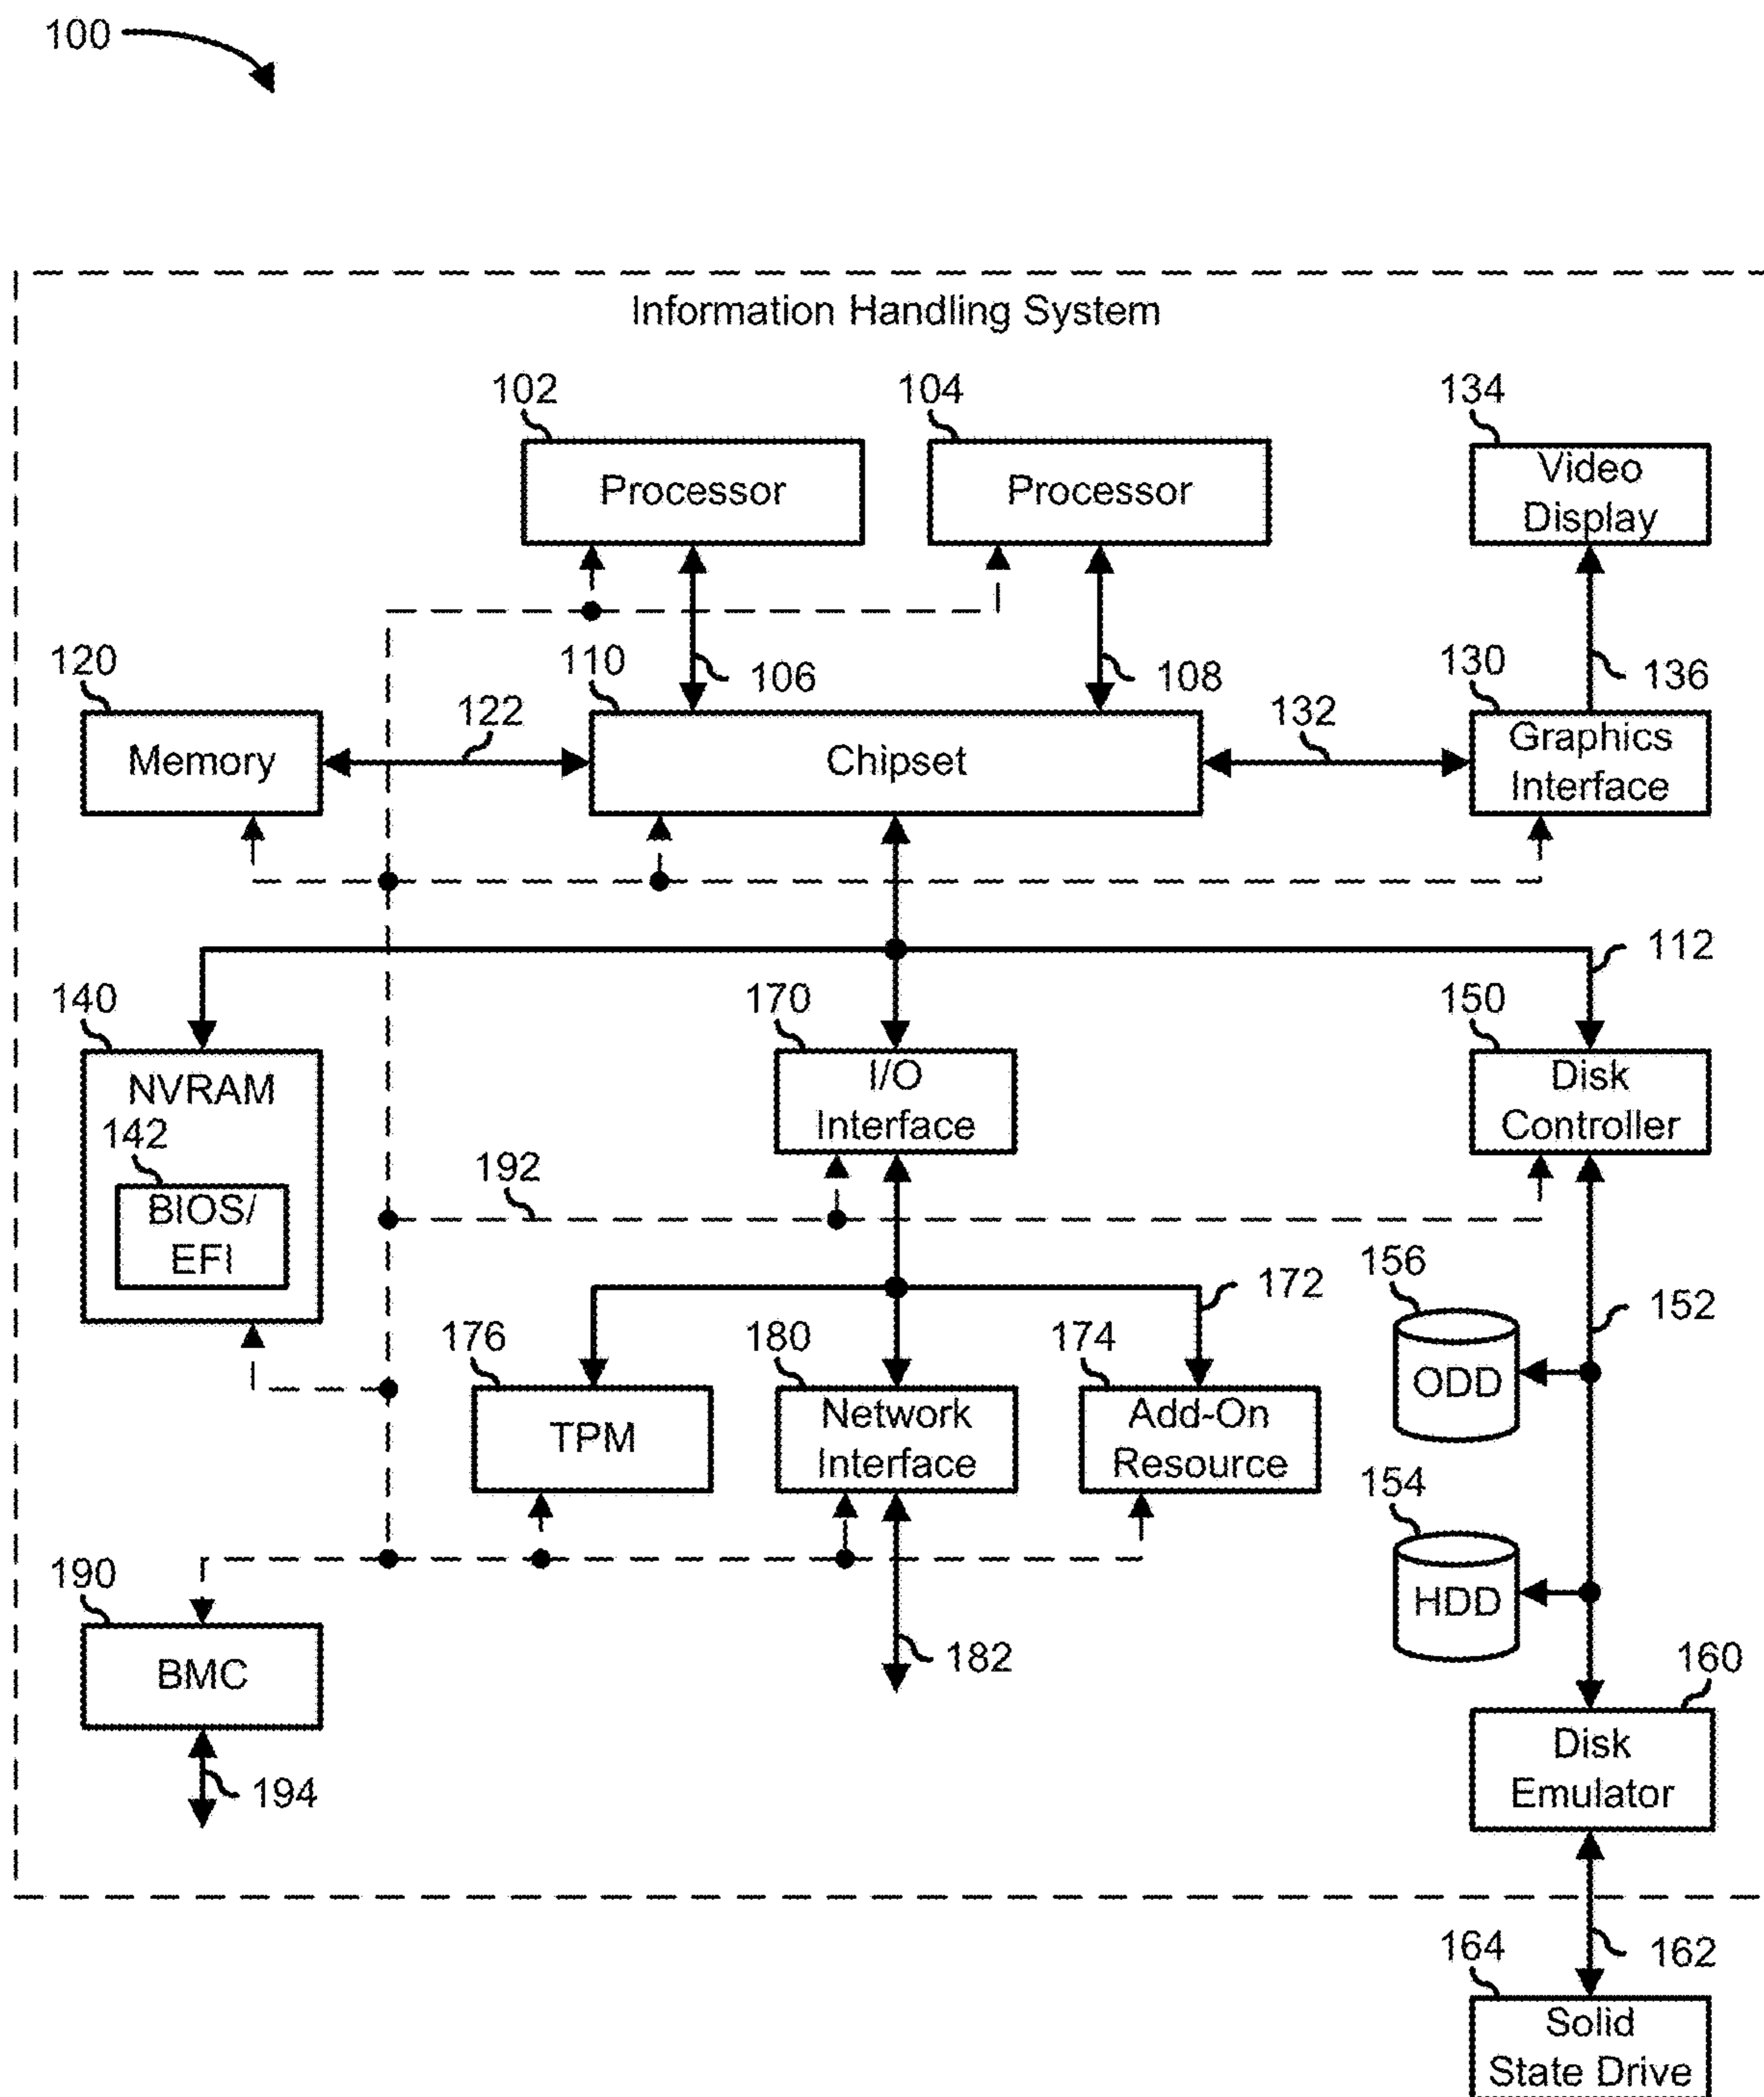 100
Information Handling System
102
104
134
Processor
Processor
Video
Display
120
110
106
108
130
136
122
132
Memory
Chipset
Graphics
Interface
112
140
170
150
NVRAM
I/O
Interface
Disk
Controller
142
BIOS/
EFI
192
156
172
152
176
180
174
ODD
TPM
Network
Interface
Add-On
Resource
154
HDD
190
182
160
BMC
Disk
Emulator
194
164
162
Solid
State Drive